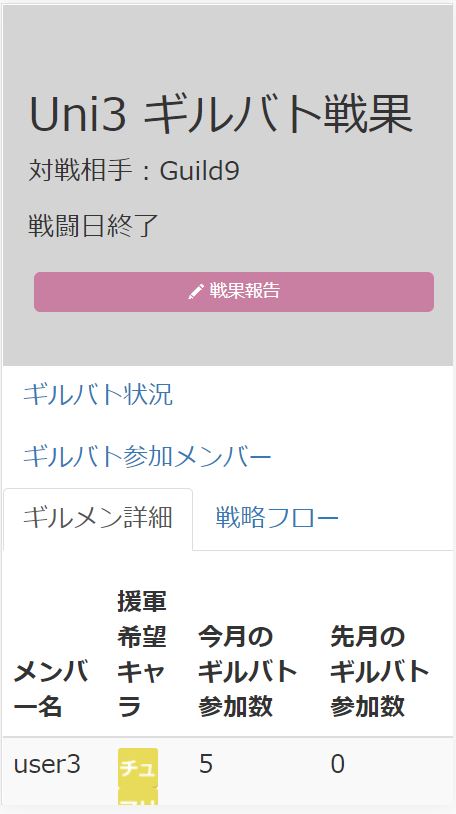 Uni3 ギルバト戦果
対戦相手：Guild9
戦闘日終了
戦果報告
ギルバト状況
ギルバト参加メンバー
ギルメン詳細 戦略フロー
メンバ
ー名
援軍
希望
キャ
ラ
今月の
ギルバト
参加数
先月の
ギルバト
参加数
user3 チュ 5 0